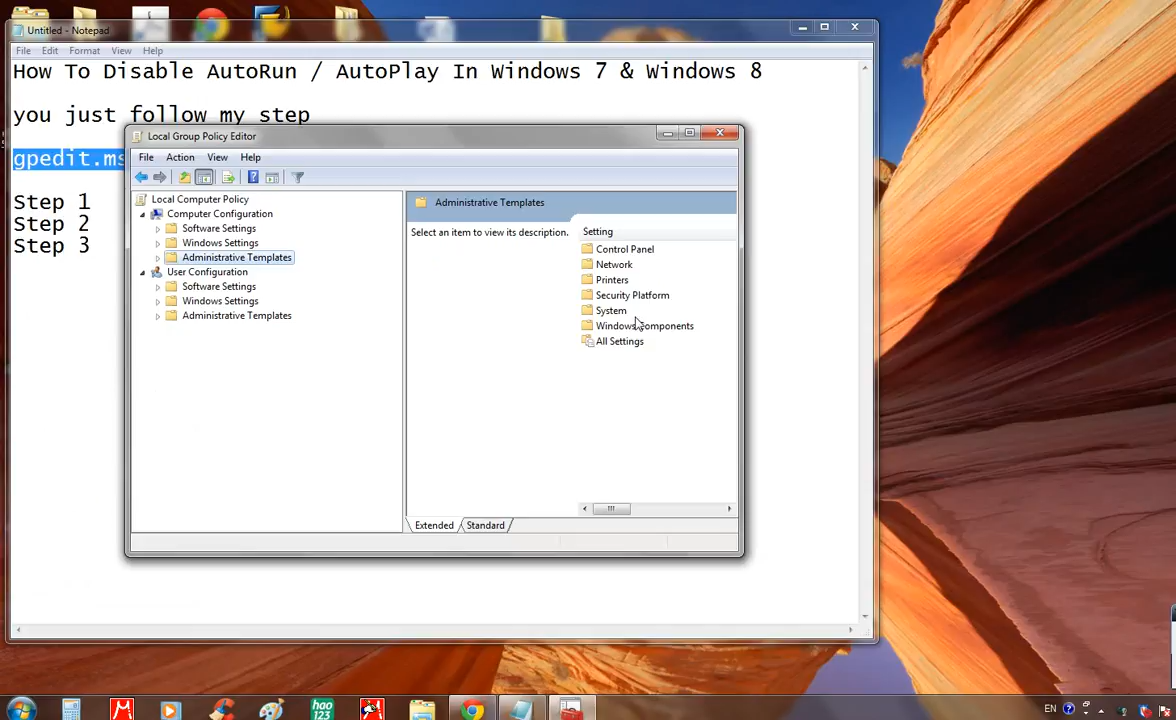 Untitled - Notepad
File Edit Format View Help
How To Disable AutoRun / AutoPlay In Windows 7 & Windows 8
you just follow my step
gpedit.ms
Step 1
Step 2
Step 3
Local Group Policy Editor
File Action View Help
Local Computer Policy
Computer Configuration
Software Settings
Windows Settings
Administrative Templates
User Configuration
Software Settings
Windows Settings
Administrative Templates
Administrative Templates
Select an item to view its description.
Setting
Control Panel
Network
Printers
Security Platform
System
Windows Components
All Settings
Extended Standard
hao
123
EN